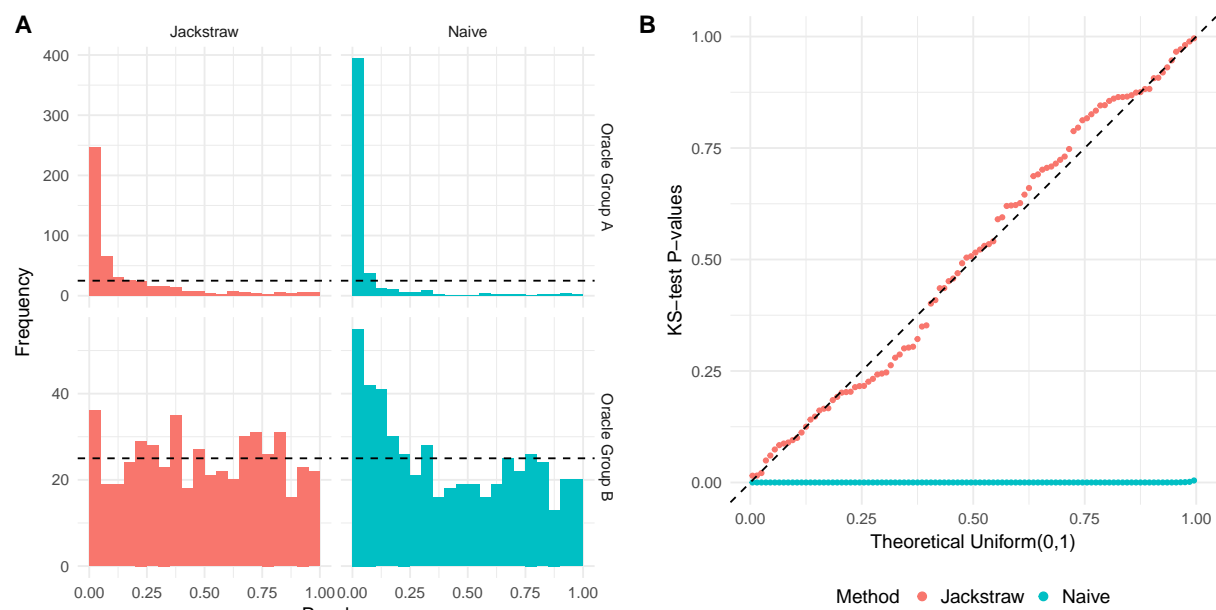 A
Jackstraw
Naive
400
300
200
100
0
Oracle Group A
Frequency
40
20
0
Oracle Group B
0.00 0.25 0.50 0.75 1.00 0.00 0.25 0.50 0.75 1.00
B
1.00
0.75
0.50
0.25
0.00
KS−test P−values
0.00 0.25 0.50 0.75 1.00
Theoretical Uniform(0,1)
Method Jackstraw Naive